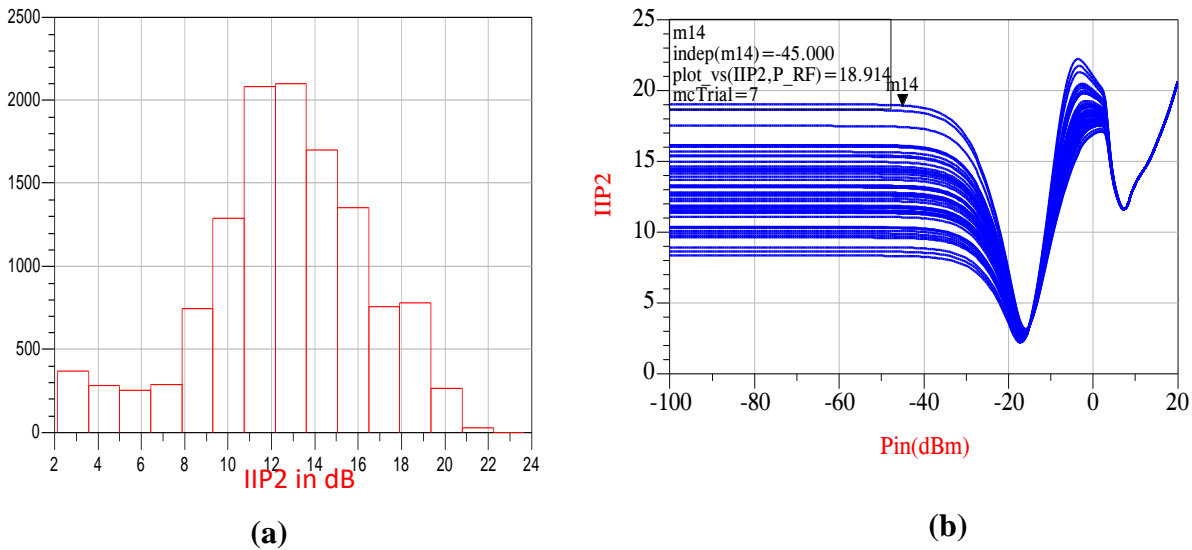 2500
2000
1500
1000
500
0
2 4 6 8 10 12 14 16 18 20 22 24
IIP2 in dB
(a)
m14
indep(m14)=-45.000
plot_vs(IIP2,P_RF)=18.914
mcTrial=7
m14
25
20
15
10
5
0
IIP2
-100 -80 -60 -40 -20 0 20
Pin(dBm)
(b)